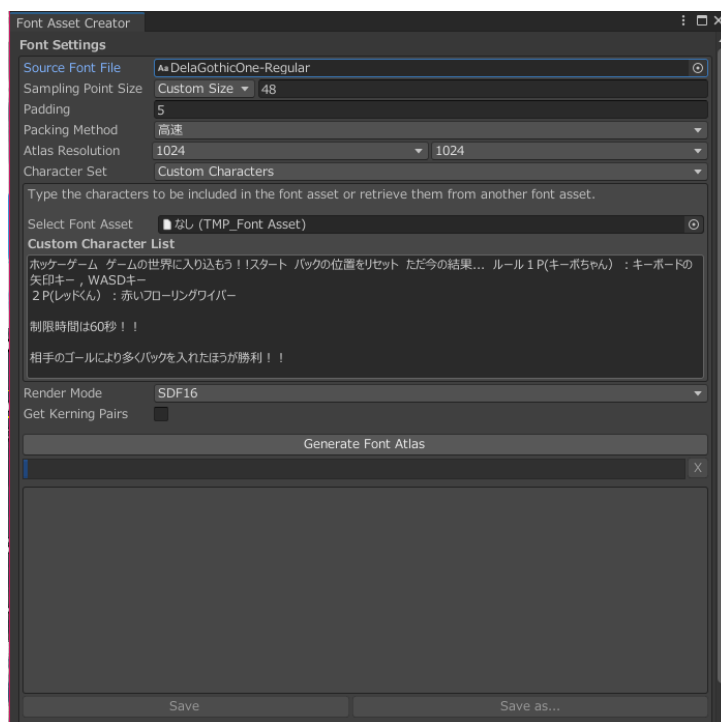 Font Asset Creator
Font Settings
Source Font File Aa DelaGothicOne-Regular
Sampling Point Size Custom Size 48
Padding 5
Packing Method 高速
Atlas Resolution 1024 1024
Character Set Custom Characters
Type the characters to be included in the font asset or retrieve them from another font asset.
Select Font Asset なし (TMP_Font Asset)
Custom Character List
ホッケーゲーム ゲームの世界に入り込もう！!スタート パックの位置をリセット ただ今の結果... ルール１P(キーボちゃん）：キーボードの
矢印キー , WASDキー
２P(レッドくん）：赤いフローリングワイパー
制限時間は60秒！！
相手のゴールにより多くパックを入れたほうが勝利！！
Render Mode SDF16
Get Kerning Pairs
Generate Font Atlas
X
Save Save as...